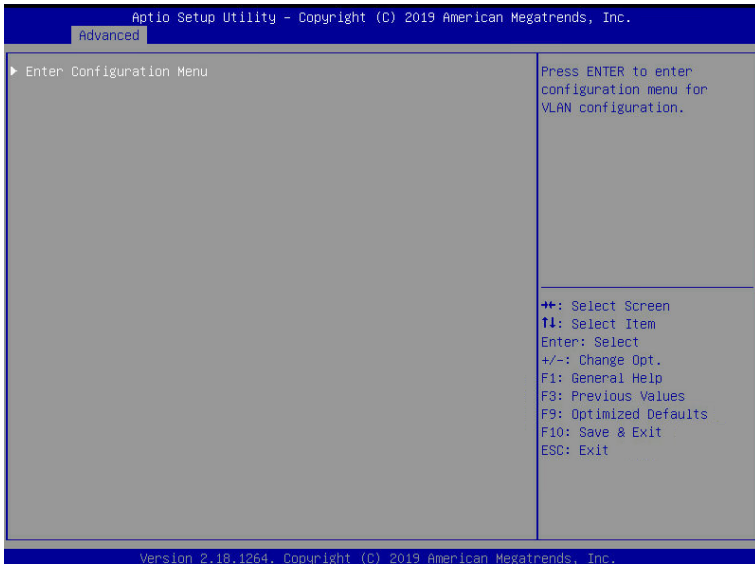 Aptio Setup Utility – Copyright (C) 2019 American Megatrends, Inc.
Advanced
▶ Enter Configuration Menu
Press ENTER to enter
configuration menu for
VLAN configuration.
→←: Select Screen
↑↓: Select Item
Enter: Select
+/-: Change Opt.
F1: General Help
F3: Previous Values
F9: Optimized Defaults
F10: Save & Exit
ESC: Exit
Version 2.18.1264. Copyright (C) 2019 American Megatrends, Inc.